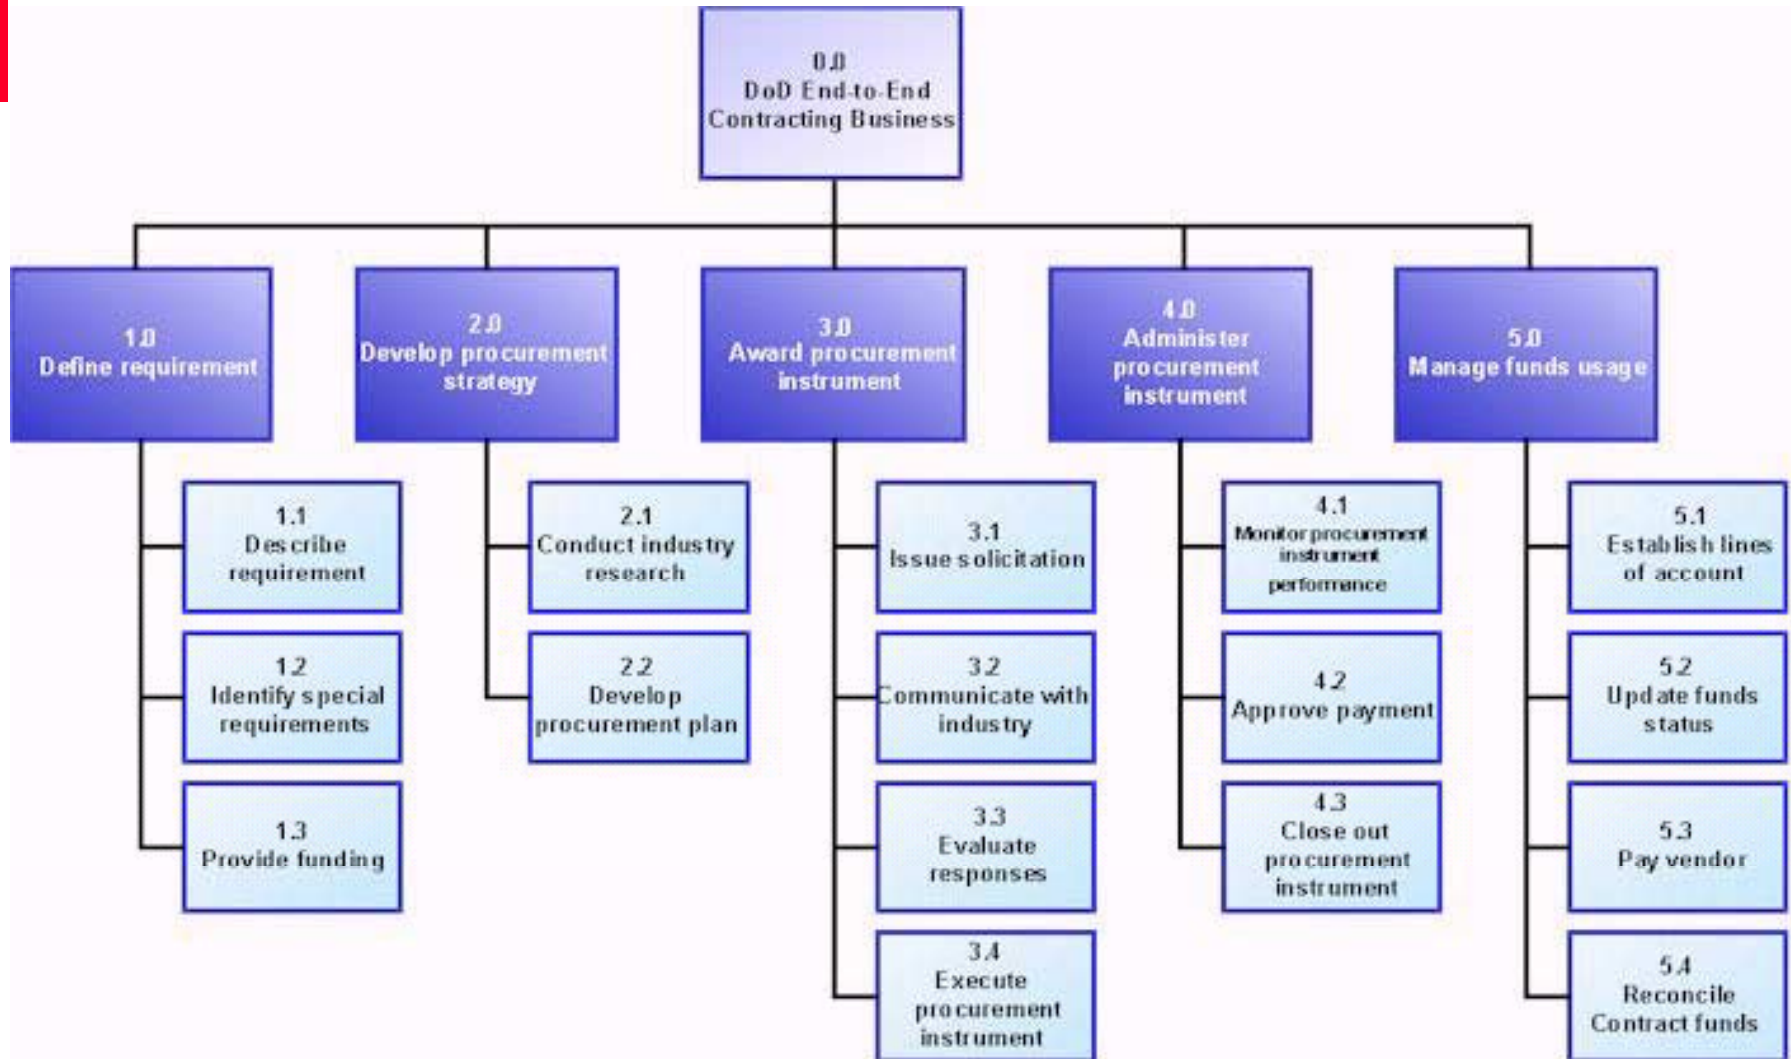 0.0
DoD End-to-End
Contracting Business
1.0
Define requirement
2.0
Develop procurement
strategy
3.0
Award procurement
instrument
4.0
Administer
procurement
instrument
5.0
Manage funds usage
1.1
Describe
requirement
1.2
Identify special
requirements
1.3
Provide funding
2.1
Conduct industry
research
2.2
Develop
procurement plan
3.1
Issue solicitation
3.2
Communicate with
industry
3.3
Evaluate
responses
3.4
Execute
procurement
instrument
4.1
Monitor procurement
instrument
performance
4.2
Approve payment
4.3
Close out
procurement
instrument
5.1
Establish lines
of account
5.2
Update funds
status
5.3
Pay vendor
5.4
Reconcile
Contract funds